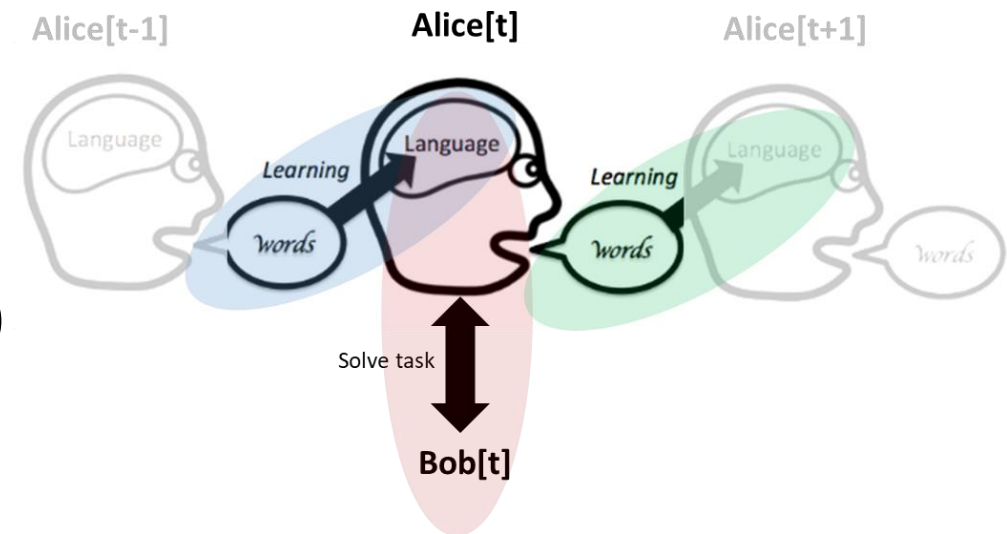 Alice[t-1]
Alice[t]
Alice[t+1]
Language
Language
Language
Learning
Learning
words
words
words
)
Solve task
Bob[t]